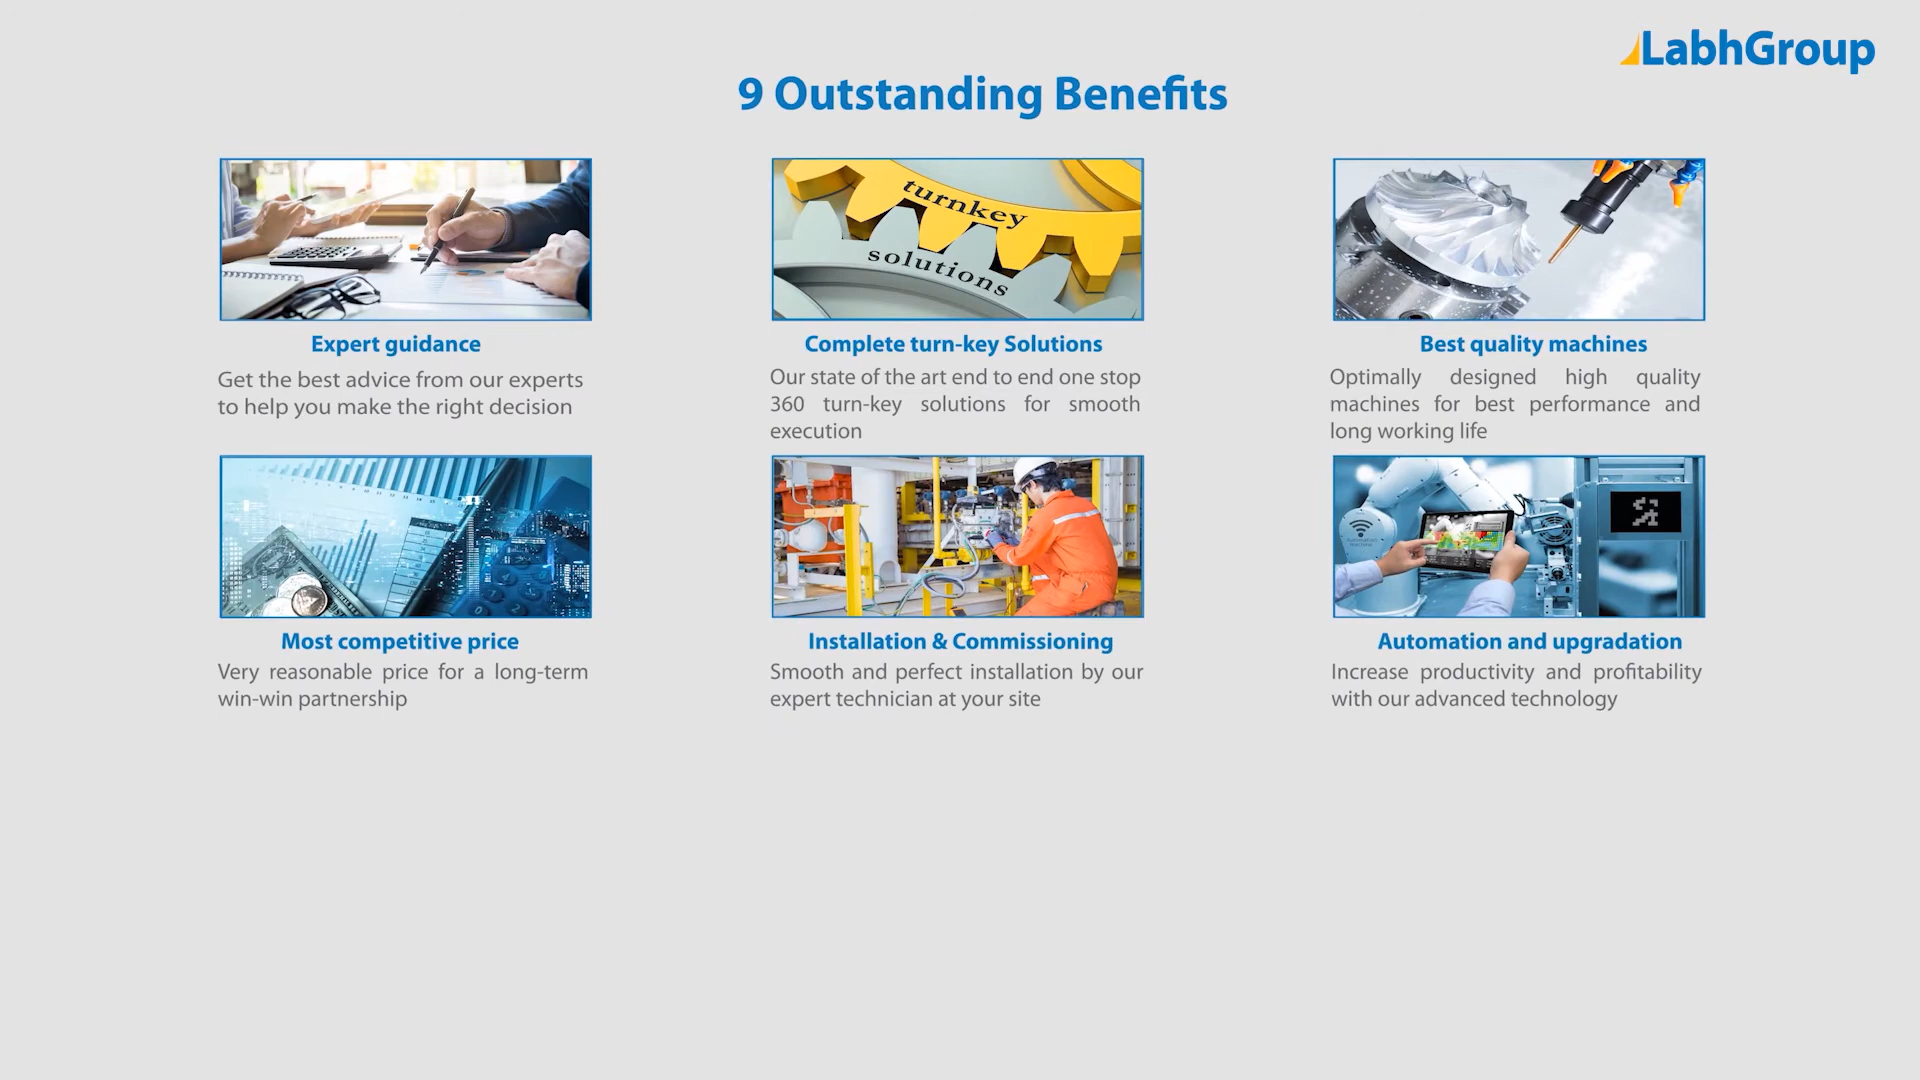 LabhGroup
9 Outstanding Benefits
turnkey
solutions
Expert guidance
Get the best advice from our experts
to help you make the right decision
Complete turn-key Solutions
Our state of the art end to end one stop
360 turn-key solutions for smooth
execution
Best quality machines
Optimally designed high quality
machines for best performance and
long working life
Most competitive price
Very reasonable price for a long-term
win-win partnership
Installation & Commissioning
Smooth and perfect installation by our
expert technician at your site
Automation and upgradation
Increase productivity and profitability
with our advanced technology